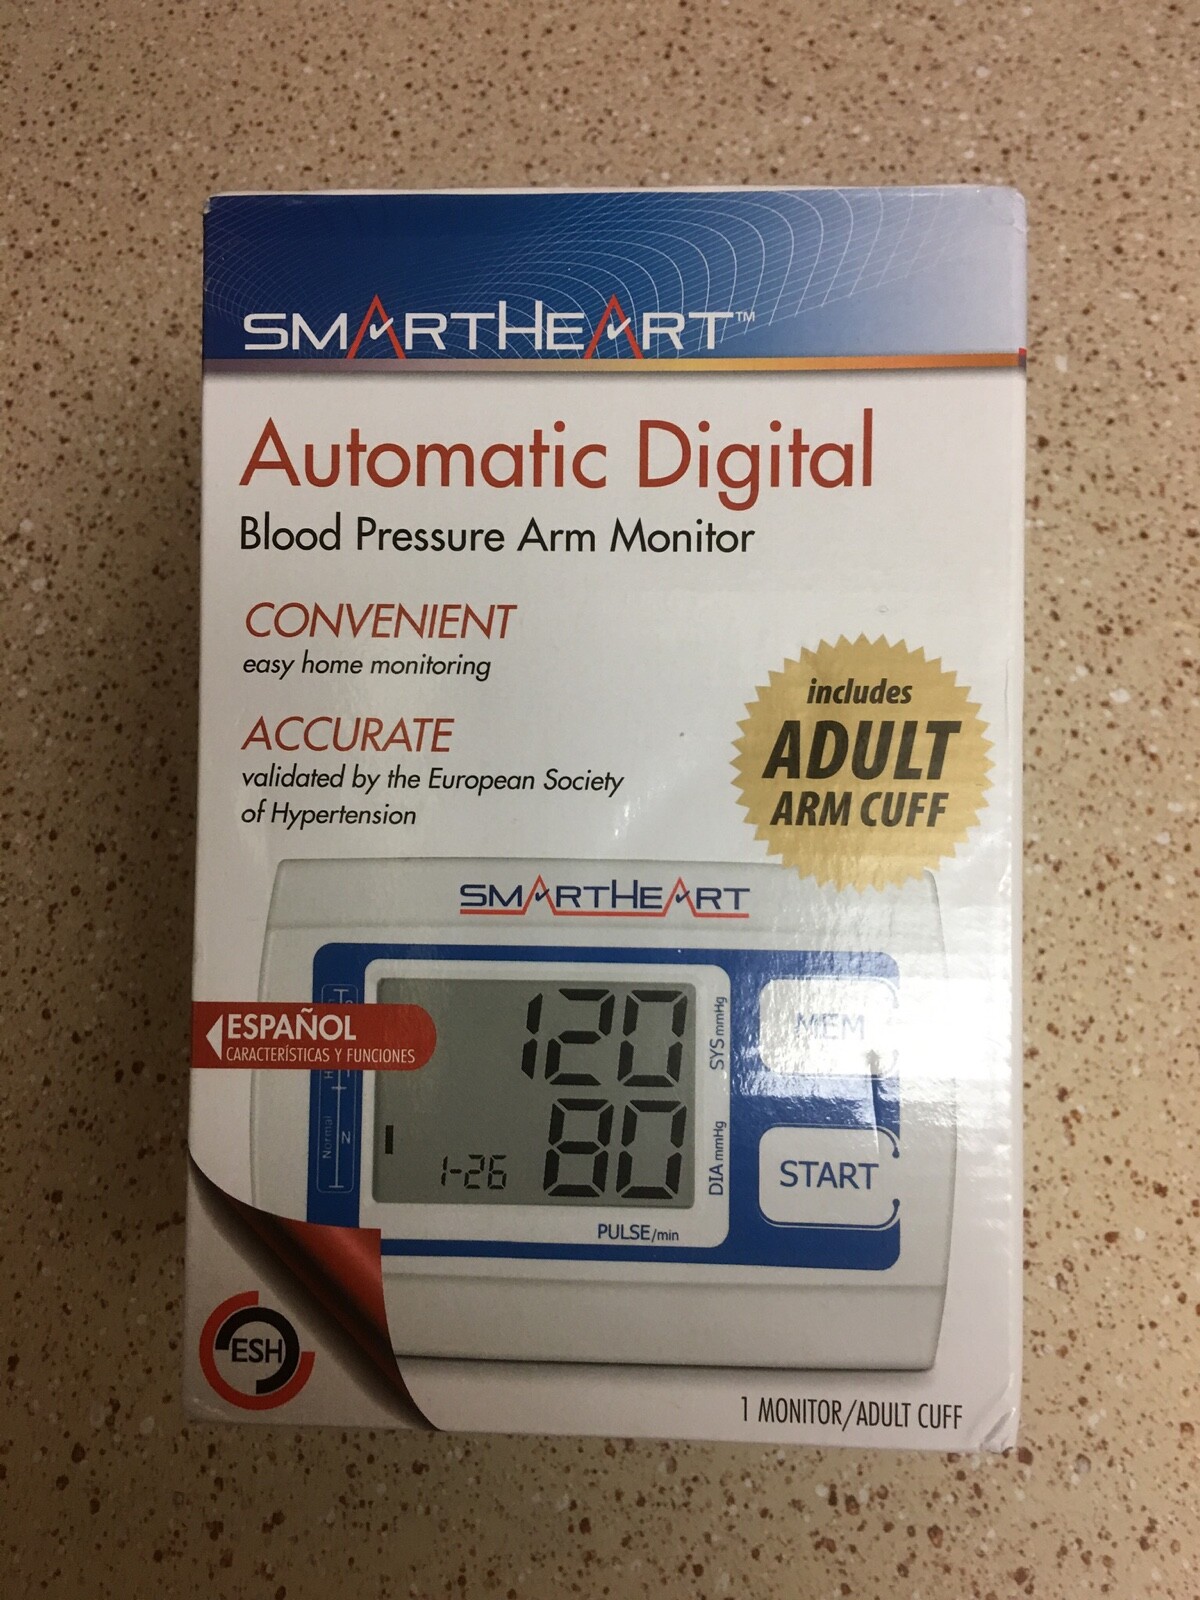 SMARTHEART™
Automatic Digital
Blood Pressure Arm Monitor
CONVENIENT
easy home monitoring
ACCURATE
validated by the European Society
of Hypertension
includes
ADULT
ARM CUFF
SMARTHEART
ESPAÑOL
CARACTERÍSTICAS Y FUNCIONES
H
Normal
N
120
SYS mmHg
80
DIA mmHg
1-26
PULSE/min
MEM
START
ESH
1 MONITOR/ADULT CUFF